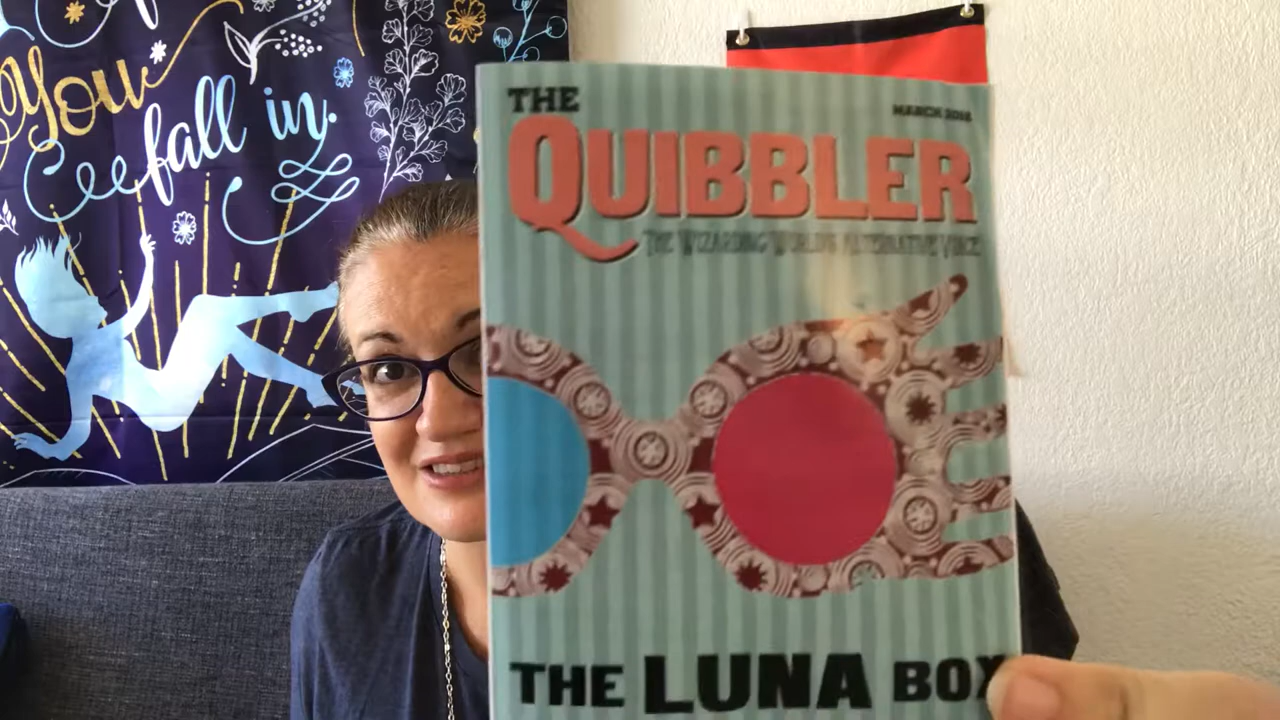 You
fall in.
THE
MARCH 2018
QUIBBLER
THE WIZARDING WORLD'S ALTERNATIVE VOICE
THE LUNA BOX